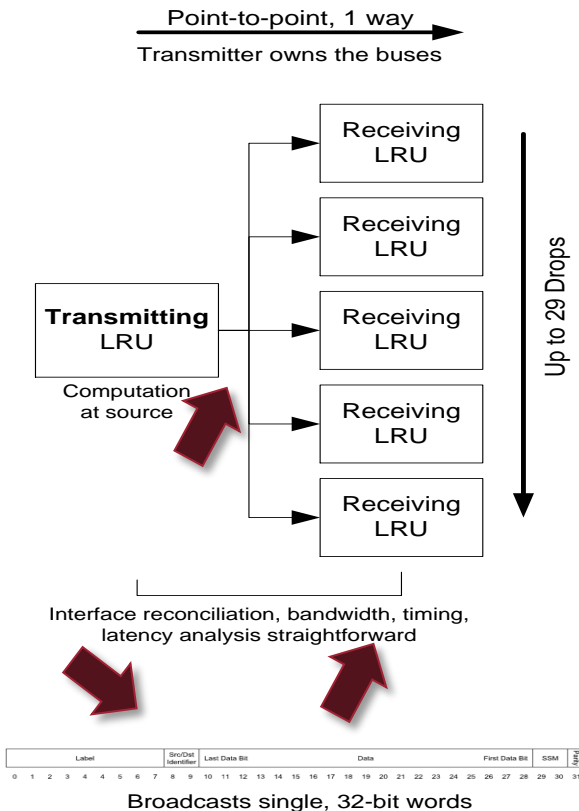 Point-to-point, 1 way
Transmitter owns the buses
Receiving
LRU
Receiving
LRU
Transmitting
LRU
Computation
at source
Receiving
LRU
Receiving
LRU
Receiving
LRU
Up to 29 Drops
Interface reconciliation, bandwidth, timing,
latency analysis straightforward
Label Src/Dst Identifier Last Data Bit Data First Data Bit SSM Party
0 1 2 3 4 5 6 7 8 9 10 11 12 13 14 15 16 17 18 19 20 21 22 23 24 25 26 27 28 29 30 31
Broadcasts single, 32-bit words